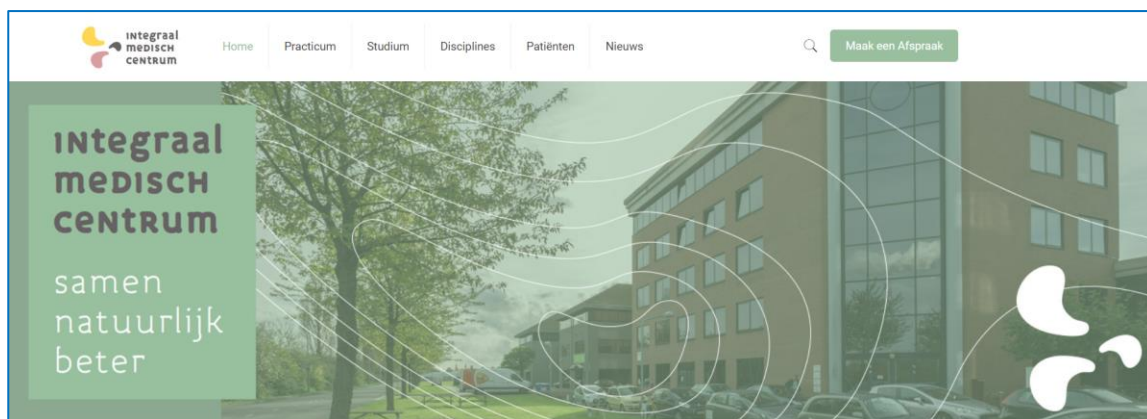 integraal
medisch
centrum
Home Practicum Studium Disciplines Patiënten Nieuws Maak een Afspraak
integraal
medisch
centrum
samen
natuurlijk
beter